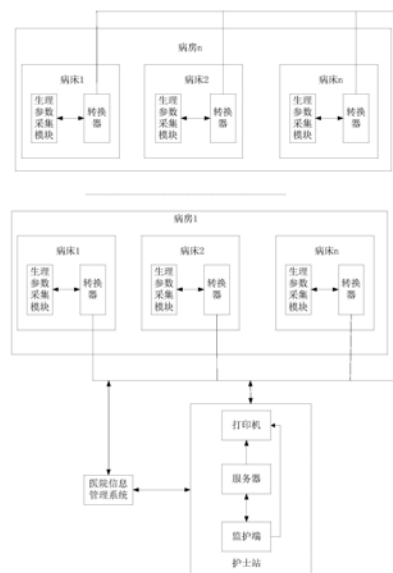 病房n
病床1
病床2
病床n
生理
参数
采集
模块
转换
器
生理
参数
采集
模块
转换
器
生理
参数
采集
模块
转换
器
病房1
病床1
病床2
病床n
生理
参数
采集
模块
转换
器
生理
参数
采集
模块
转换
器
生理
参数
采集
模块
转换
器
打印机
医院信息
管理系统
服务器
监护端
护士站